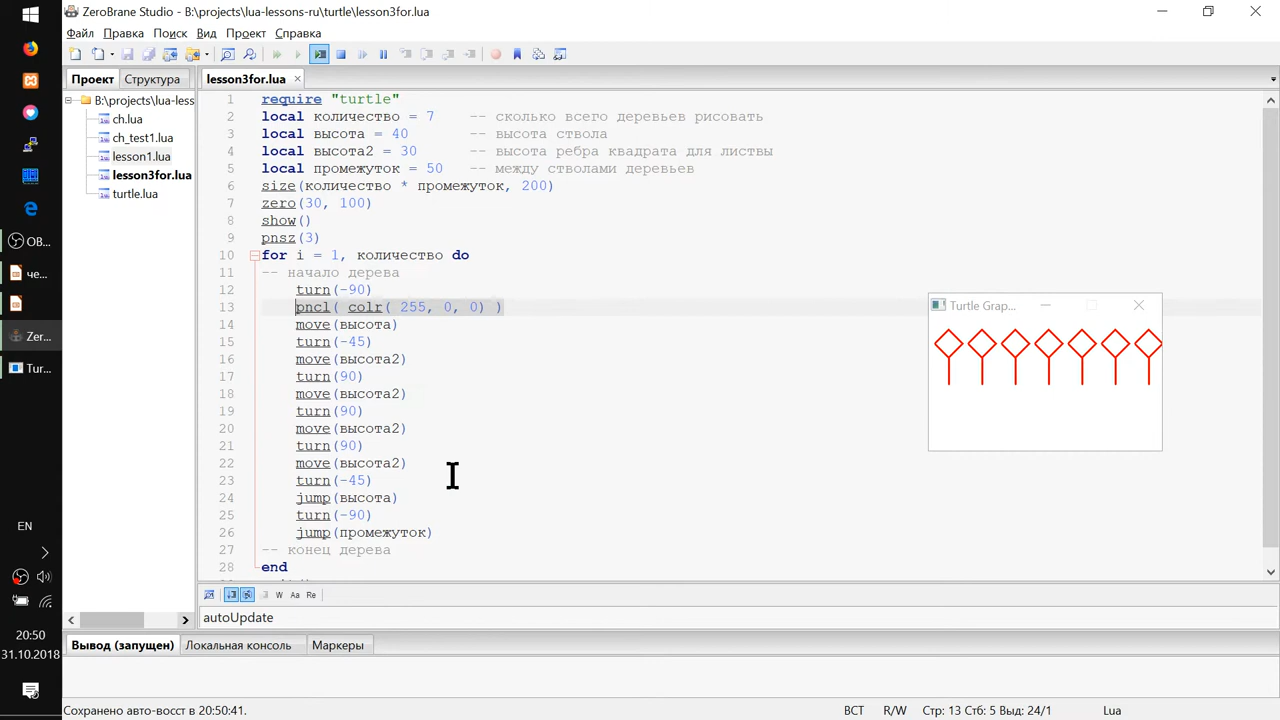 ZeroBrane Studio - B:\projects\lua-lessons-ru\turtle\lesson3for.lua
Файл Правка Поиск Вид Проект Справка
Проект Структура
lesson3for.lua
B:\projects\lua-less
ch.lua
ch_test1.lua
lesson1.lua
lesson3for.lua
turtle.lua
1 require "turtle"
2 local количество = 7 -- сколько всего деревьев рисовать
3 local высота = 40 -- высота ствола
4 local высота2 = 30 -- высота ребра квадрата для листвы
5 local промежуток = 50 -- между стволами деревьев
6 size(количество * промежуток, 200)
7 zero(30, 100)
8 show()
9 pnsz(3)
10 for i = 1, количество do
11 -- начало дерева
12 turn(-90)
13 pncl( colr( 255, 0, 0) )
14 move(высота)
15 turn(-45)
16 move(высота2)
17 turn(90)
18 move(высота2)
19 turn(90)
20 move(высота2)
21 turn(90)
22 move(высота2)
23 turn(-45)
24 jump(высота)
25 turn(-90)
26 jump(промежуток)
27 -- конец дерева
28 end
Turtle Grap...
W Aa Re
autoUpdate
Вывод (запущен) Локальная консоль Маркеры
Сохранено авто-восст в 20:50:41.
ВСТ R/W Стр: 13 Стб: 5 Выд: 24/1 Lua
OB...
че...
Zer...
Tur...
EN
20:50
31.10.2018